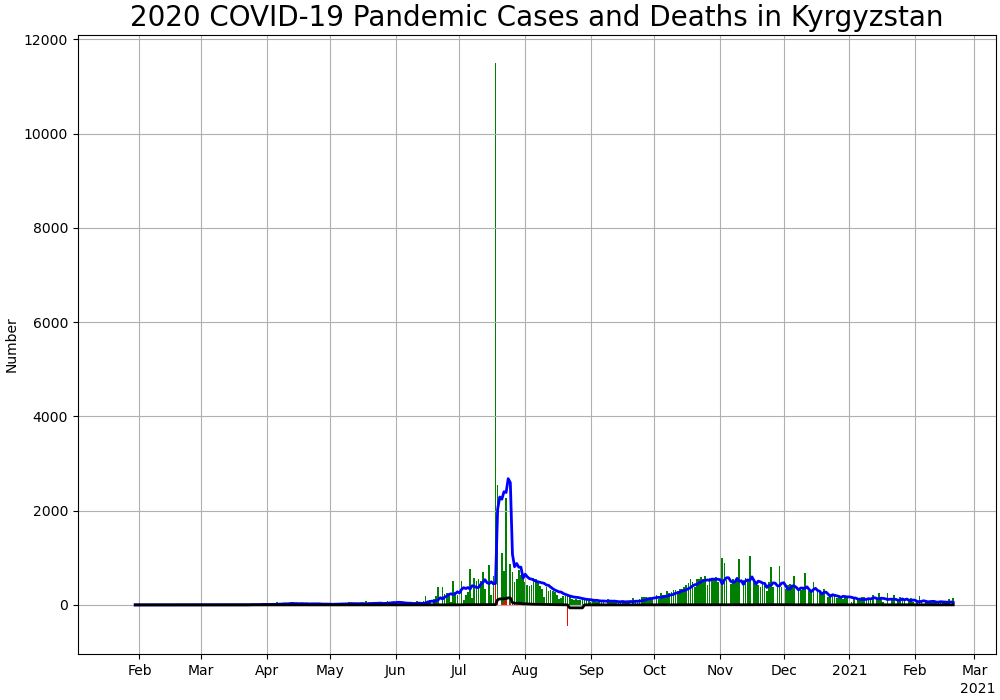 2020 COVID-19 Pandemic Cases and Deaths in Kyrgyzstan
12000
10000
8000
6000
4000
2000
0
Number
Feb Mar Apr May Jun Jul Aug Sep Oct Nov Dec 2021 Feb Mar
2021